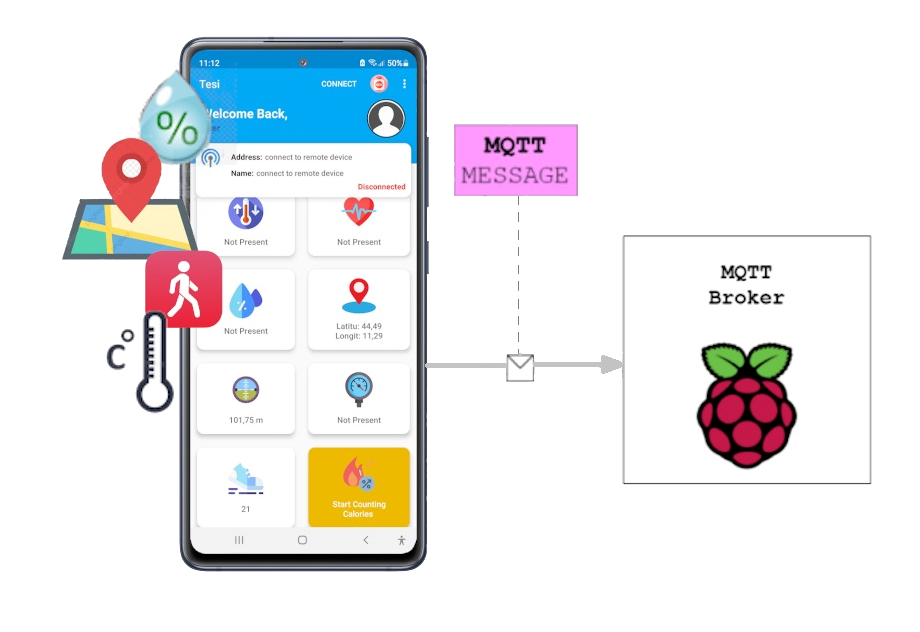 11:12
50%
Tesi
CONNECT
Welcome Back,
%
Address: connect to remote device
Name: connect to remote device
Disconnected
Not Present
Not Present
Not Present
Latitu: 44,49
Longit: 11,29
C°
101,75 m
Not Present
21
Start Counting
Calories
MQTT
MESSAGE
MQTT
Broker